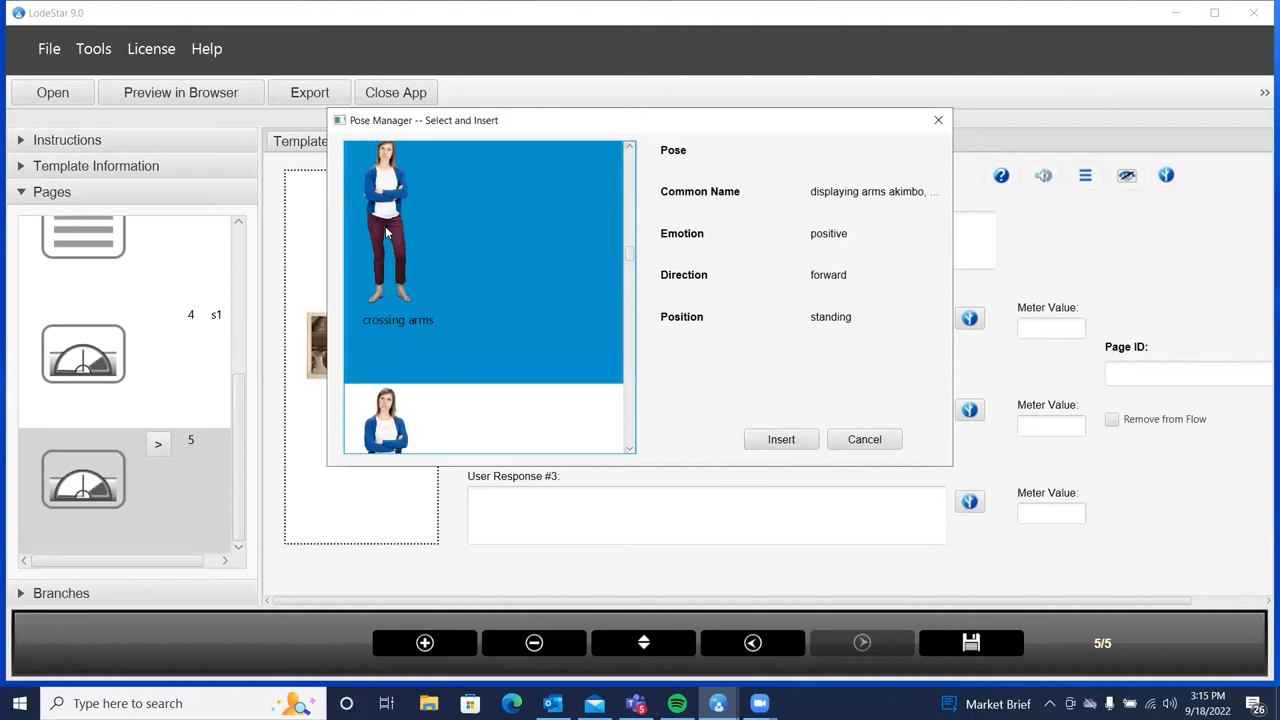 LodeStar 9.0
File Tools License Help
Open Preview in Browser Export Close App >>
Pose Manager -- Select and Insert
Instructions
Template Information
Pages
Template
4 s1
> 5
Branches
crossing arms
Pose
Common Name displaying arms akimbo, ...
Emotion positive
Direction forward
Position standing
Insert Cancel
Meter Value:
Page ID:
Meter Value:
Remove from Flow
User Response #3:
Meter Value:
5/5
Type here to search
Market Brief
3:15 PM
9/18/2022
26